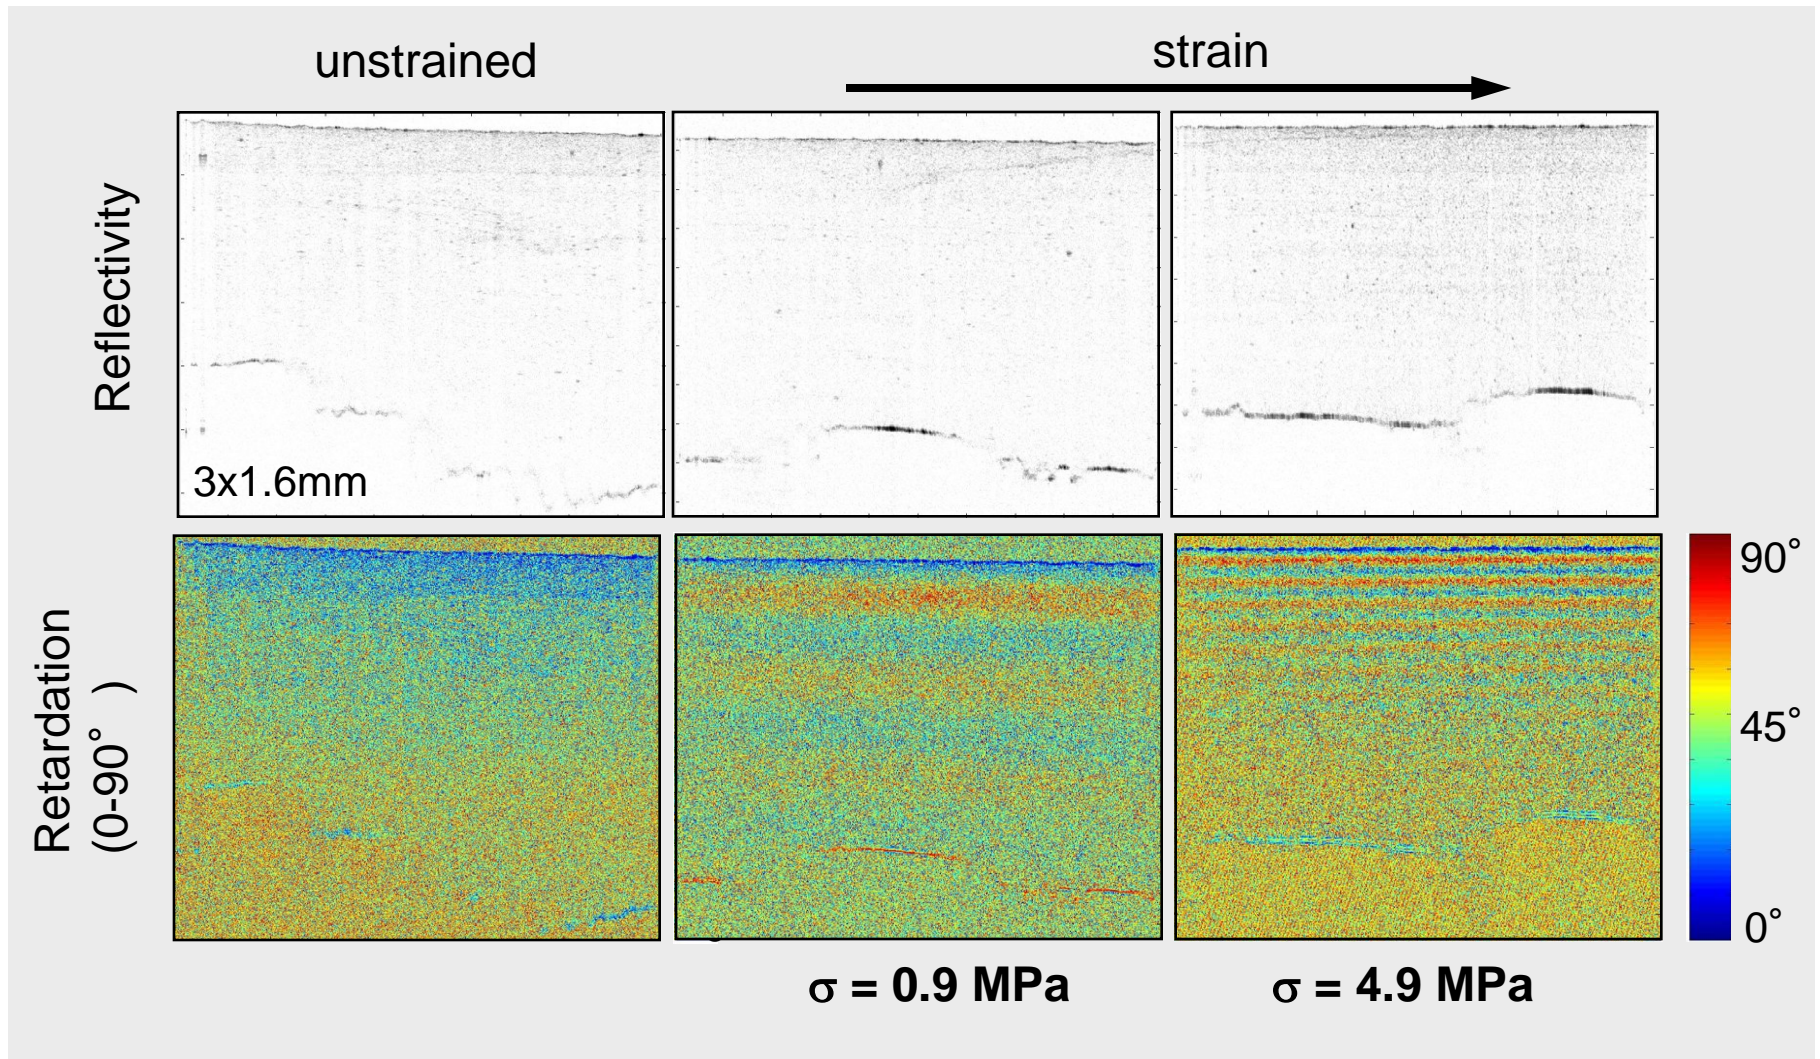 unstrained
strain
Reflectivity
3x1.6mm
Retardation
(0-90˚ )
90˚
45˚
0˚
σ = 0.9 MPa
σ = 4.9 MPa